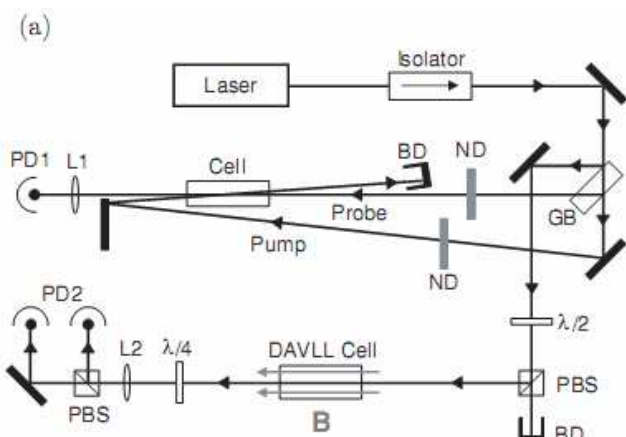 (a)
Isolator
Laser
PD1
L1
Cell
BD
ND
GB
Probe
Pump
ND
PD2
L2
λ/4
DAVLL Cell
λ/2
PBS
PBS
B
BD